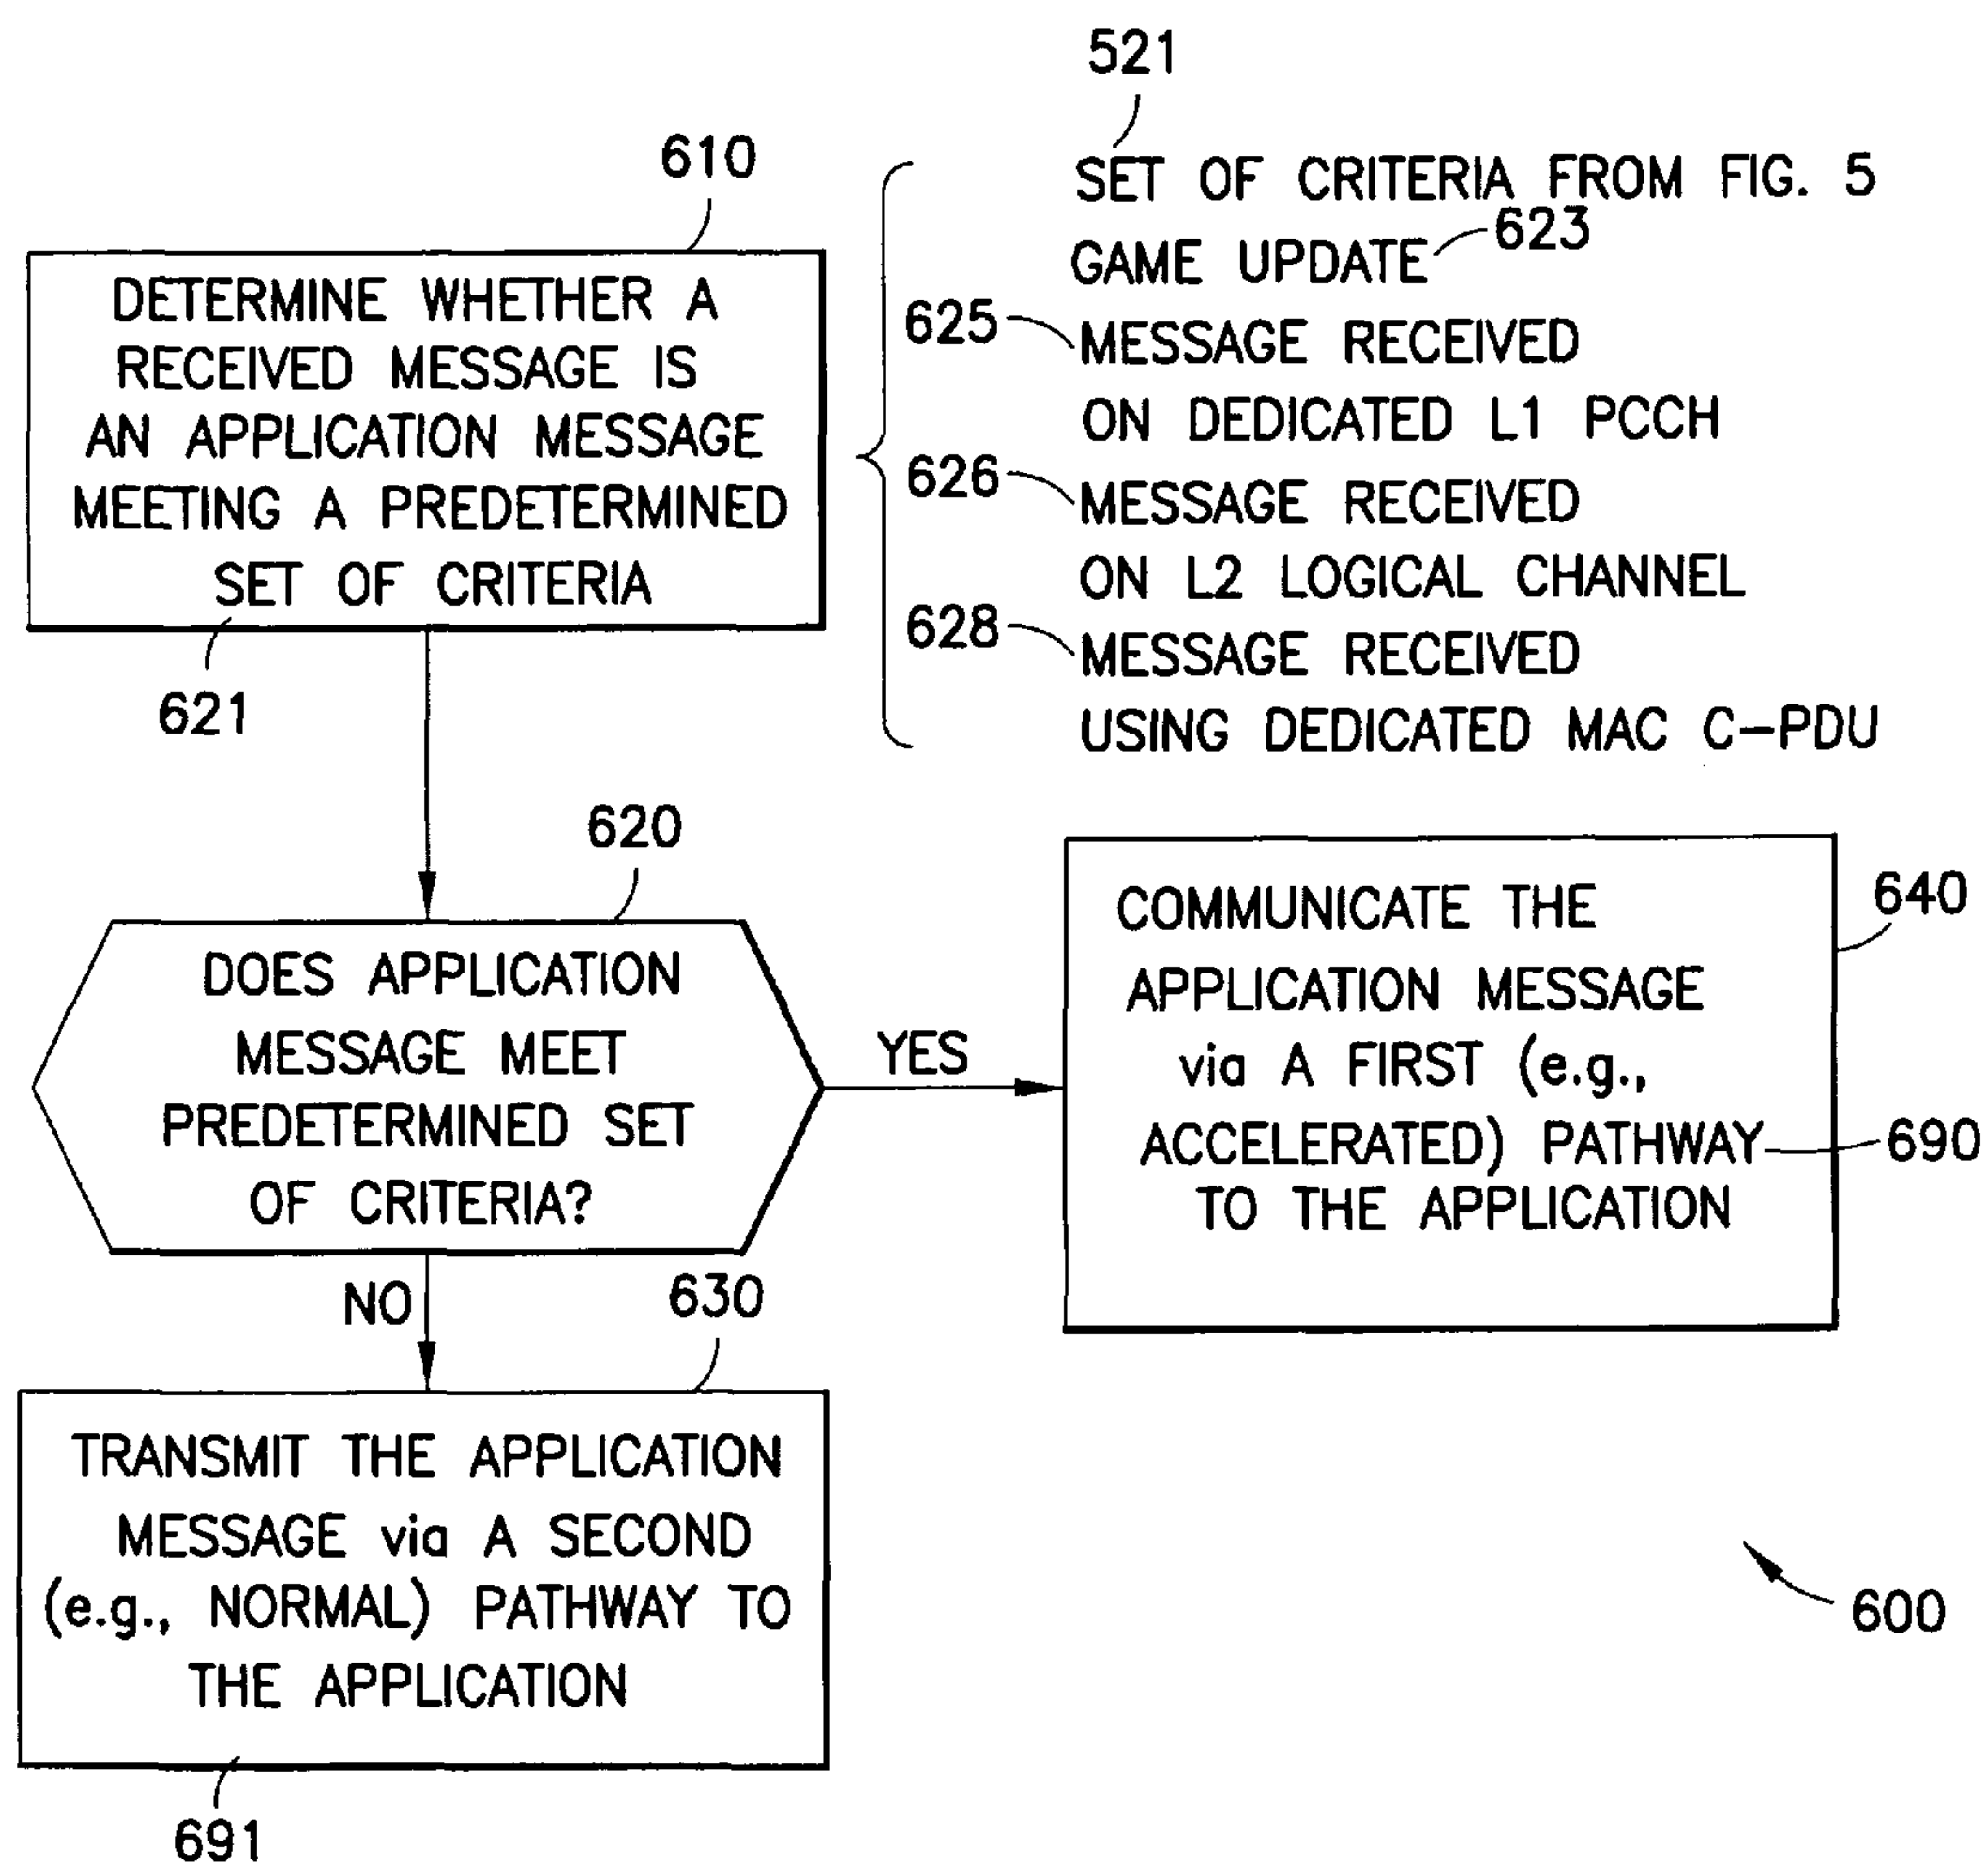 521
610
SET OF CRITERIA FROM FIG. 5
GAME UPDATE 623
625 MESSAGE RECEIVED
ON DEDICATED L1 PCCH
626 MESSAGE RECEIVED
ON L2 LOGICAL CHANNEL
628 MESSAGE RECEIVED
USING DEDICATED MAC C-PDU
DETERMINE WHETHER A
RECEIVED MESSAGE IS
AN APPLICATION MESSAGE
MEETING A PREDETERMINED
SET OF CRITERIA
621
620
DOES APPLICATION
MESSAGE MEET
PREDETERMINED SET
OF CRITERIA?
YES
NO
640
COMMUNICATE THE
APPLICATION MESSAGE
via A FIRST (e.g.,
ACCELERATED) PATHWAY 690
TO THE APPLICATION
630
TRANSMIT THE APPLICATION
MESSAGE via A SECOND
(e.g., NORMAL) PATHWAY TO
THE APPLICATION
691
600